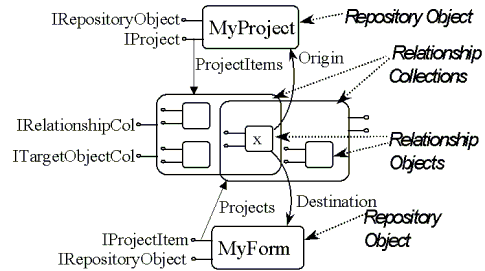 IRepositoryObject
IProject
MyProject
Repository Object
ProjectItems
Origin
Relationship
Collections
IRelationshipCol
ITargetObjectCol
x
Relationship
Objects
Projects
Destination
IProjectItem
IRepositoryObject
MyForm
Repository
Object